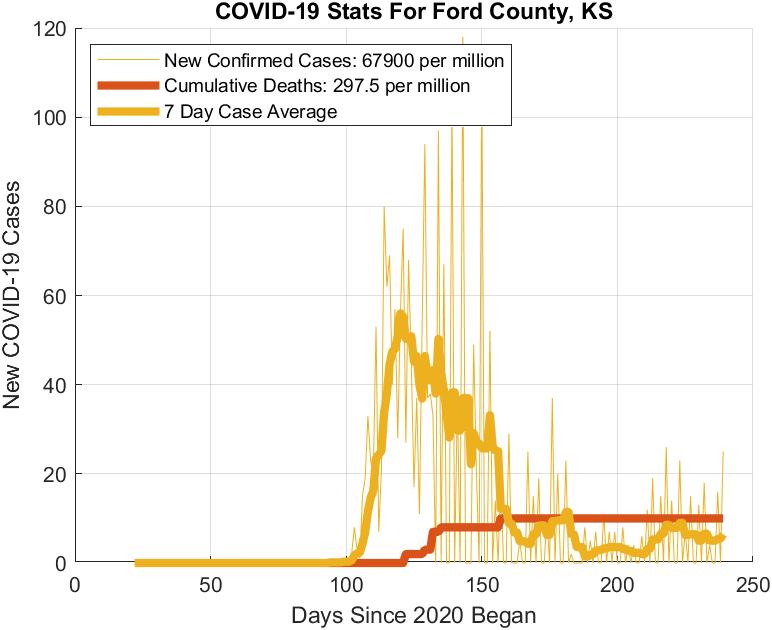 COVID-19 Stats For Ford County, KS
New Confirmed Cases: 67900 per million
Cumulative Deaths: 297.5 per million
7 Day Case Average
New COVID-19 Cases
120
100
80
60
40
20
0
0 50 100 150 200 250
Days Since 2020 Began